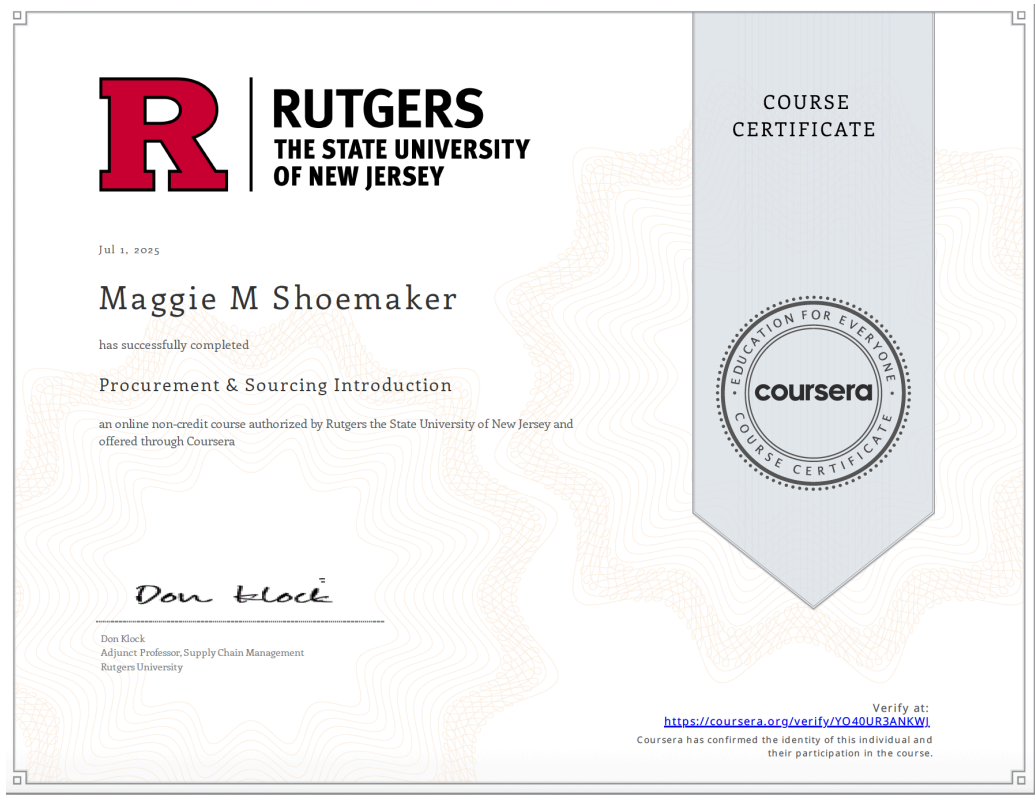 R
RUTGERS
THE STATE UNIVERSITY
OF NEW JERSEY
COURSE
CERTIFICATE
Jul 1, 2025
Maggie M Shoemaker
has successfully completed
Procurement & Sourcing Introduction
an online non-credit course authorized by Rutgers the State University of New Jersey and
offered through Coursera
EDUCATION FOR EVERYONE
coursera
COURSE CERTIFICATE
Don Klock
Don Klock
Adjunct Professor, Supply Chain Management
Rutgers University
Verify at:
https://coursera.org/verify/YO40UR3ANKWJ
Coursera has confirmed the identity of this individual and
their participation in the course.